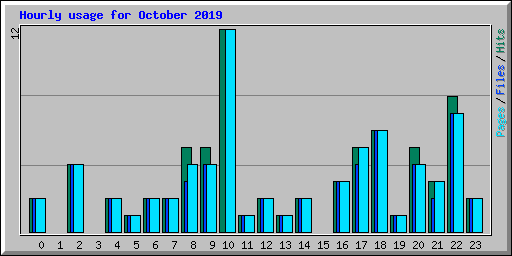 Hourly usage for October 2019
12
Pages/Files/Hits
0 1 2 3 4 5 6 7 8 9 10 11 12 13 14 15 16 17 18 19 20 21 22 23